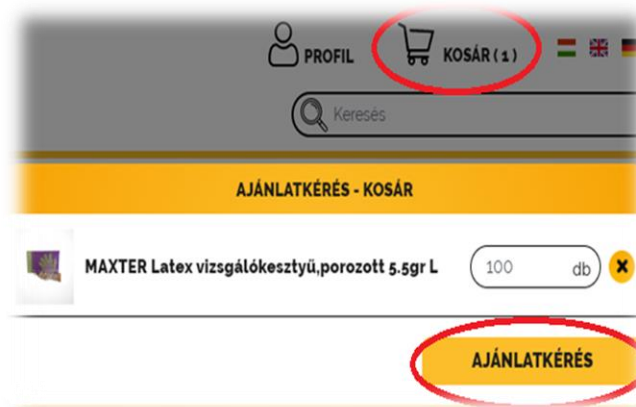 PROFIL
KOSÁR ( 1 )
Keresés
AJÁNLATKÉRÉS - KOSÁR
MAXTER Latex vizsgálókesztyű,porozott 5.5gr L
100 db
AJÁNLATKÉRÉS